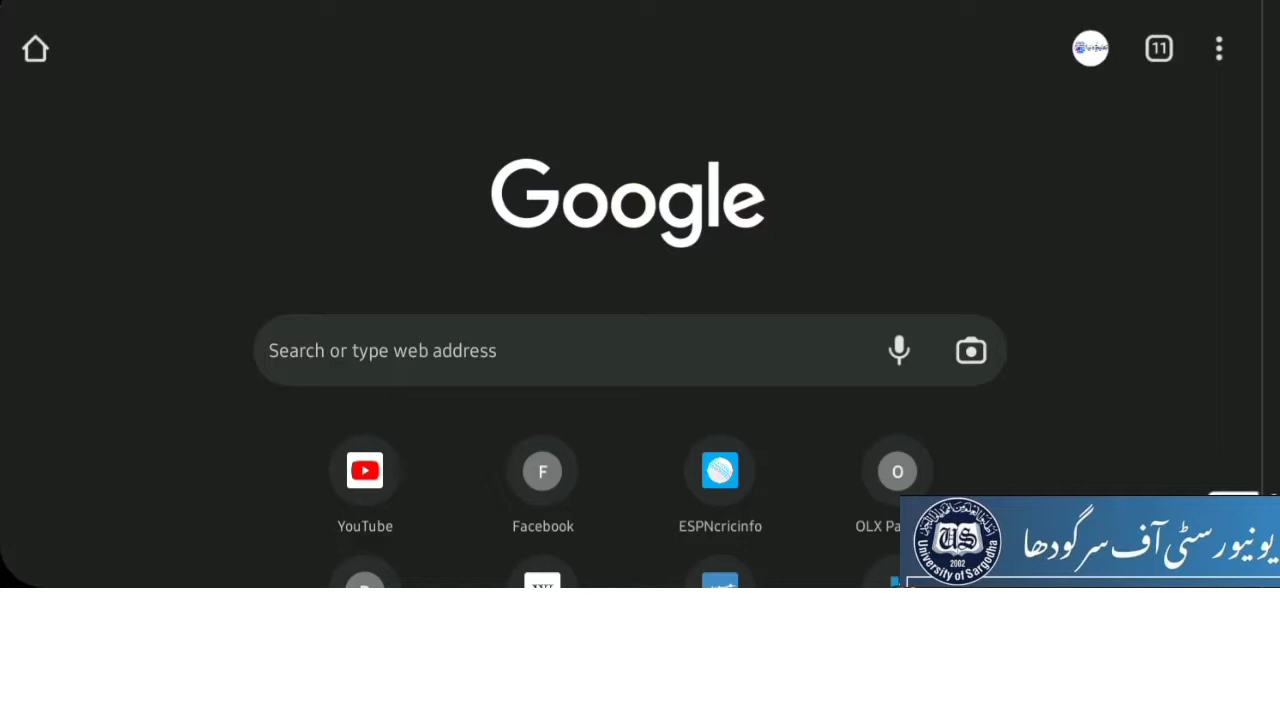 11
Google
Search or type web address
F
O
YouTube
Facebook
ESPNcricinfo
OLX Pa
یونیورسٹی آف سرگودھا
US
2002
University of Sargodha